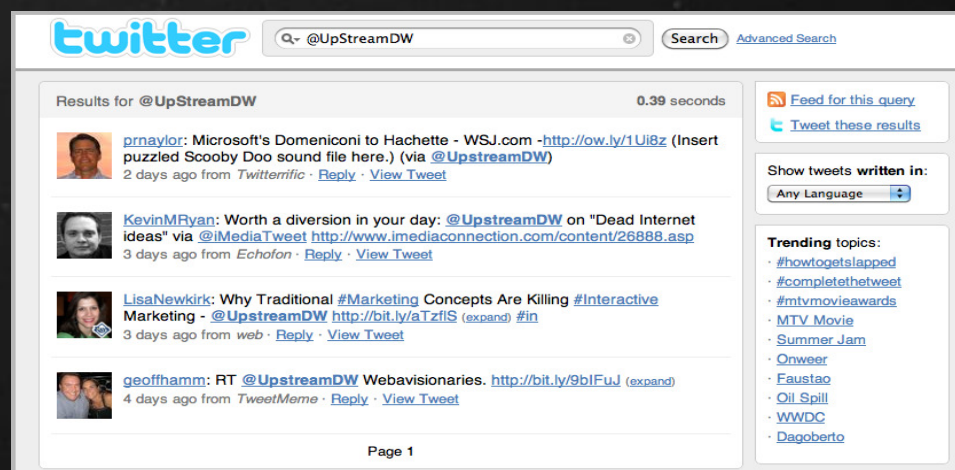 twitter
@UpStreamDW
Search
Advanced Search
Results for @UpStreamDW
0.39 seconds
prnaylor: Microsoft's Domeniconi to Hachette - WSJ.com -http://ow.ly/1Ui8z (Insert
puzzled Scooby Doo sound file here.) (via @UpstreamDW)
2 days ago from Twitterrific · Reply · View Tweet
KevinMRyan: Worth a diversion in your day: @UpstreamDW on "Dead Internet
ideas" via @iMediaTweet http://www.imediaconnection.com/content/26888.asp
3 days ago from Echofon · Reply · View Tweet
LisaNewkirk: Why Traditional #Marketing Concepts Are Killing #Interactive
Marketing - @UpstreamDW http://bit.ly/aTzflS (expand) #in
3 days ago from web · Reply · View Tweet
geoffhamm: RT @UpstreamDW Webavisionaries. http://bit.ly/9bIFuJ (expand)
4 days ago from TweetMeme · Reply · View Tweet
Page 1
Feed for this query
Tweet these results
Show tweets written in:
Any Language
Trending topics:
· #howtogetslapped
· #completethetweet
· #mtvmovieawards
· MTV Movie
· Summer Jam
· Onweer
· Faustao
· Oil Spill
· WWDC
· Dagoberto